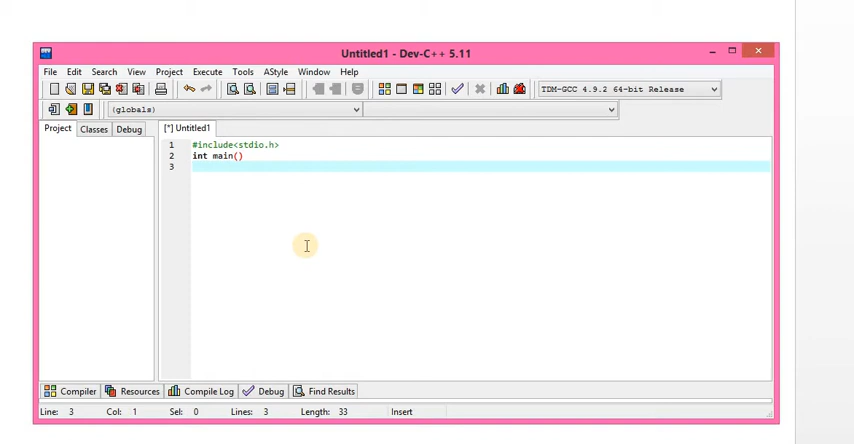 Untitled1 - Dev-C++ 5.11
File Edit Search View Project Execute Tools AStyle Window Help
TDM-GCC 4.9.2 64-bit Release
(globals)
Project Classes Debug [*] Untitled1
1 #include<stdio.h>
2 int main()
3
Compiler Resources Compile Log Debug Find Results
Line: 3 Col: 1 Sel: 0 Lines: 3 Length: 33 Insert